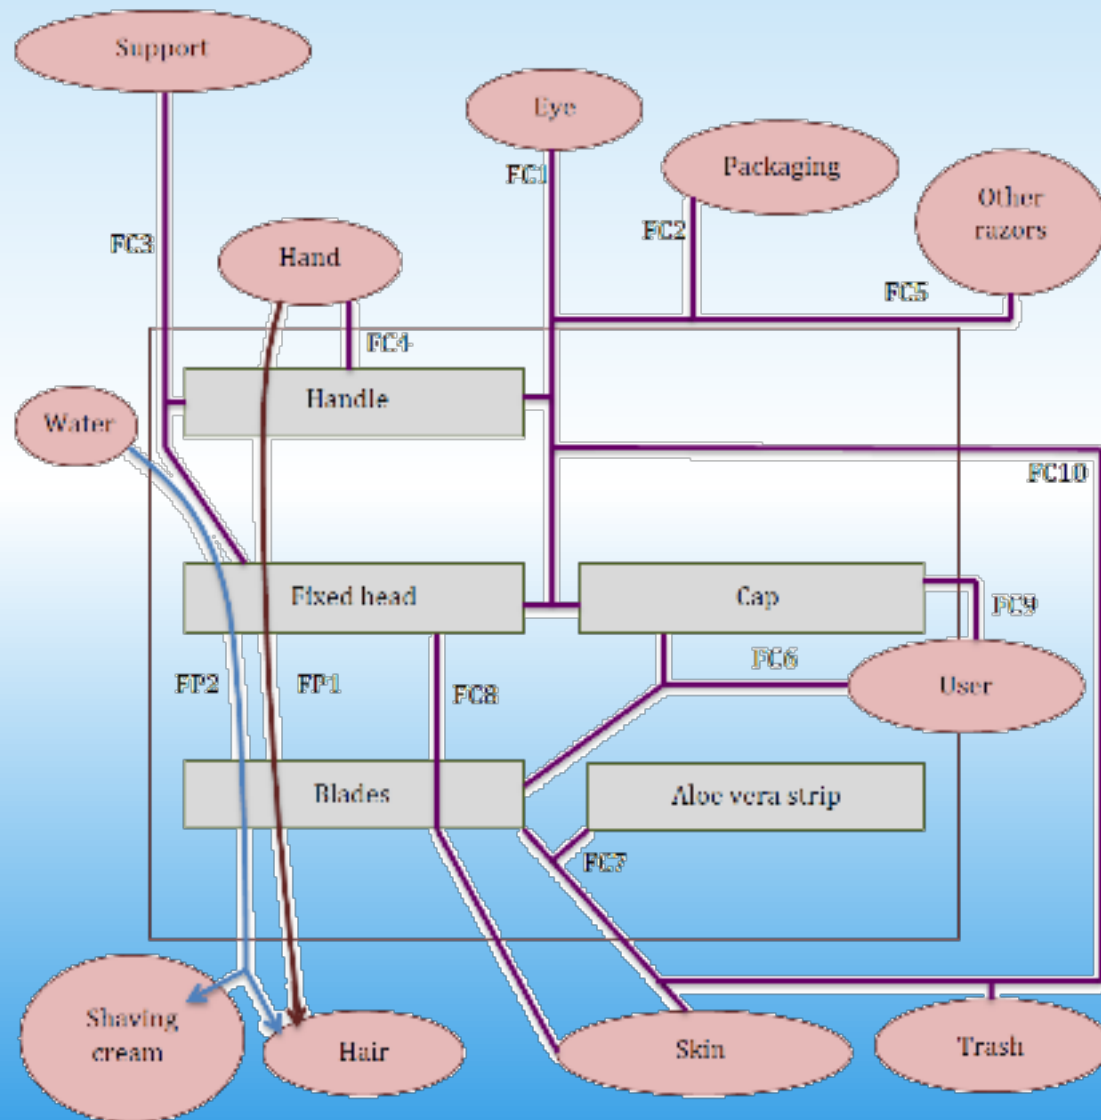 Support
Eye
Packaging
FC1
Other
razors
FC2
FC3
Hand
FC5
FC4
Handle
Water
FC10
Fixed head
Cap
FC9
FC6
FP2
FP1
FC8
User
Blades
Aloe vera strip
FC7
Shaving
cream
Hair
Skin
Trash